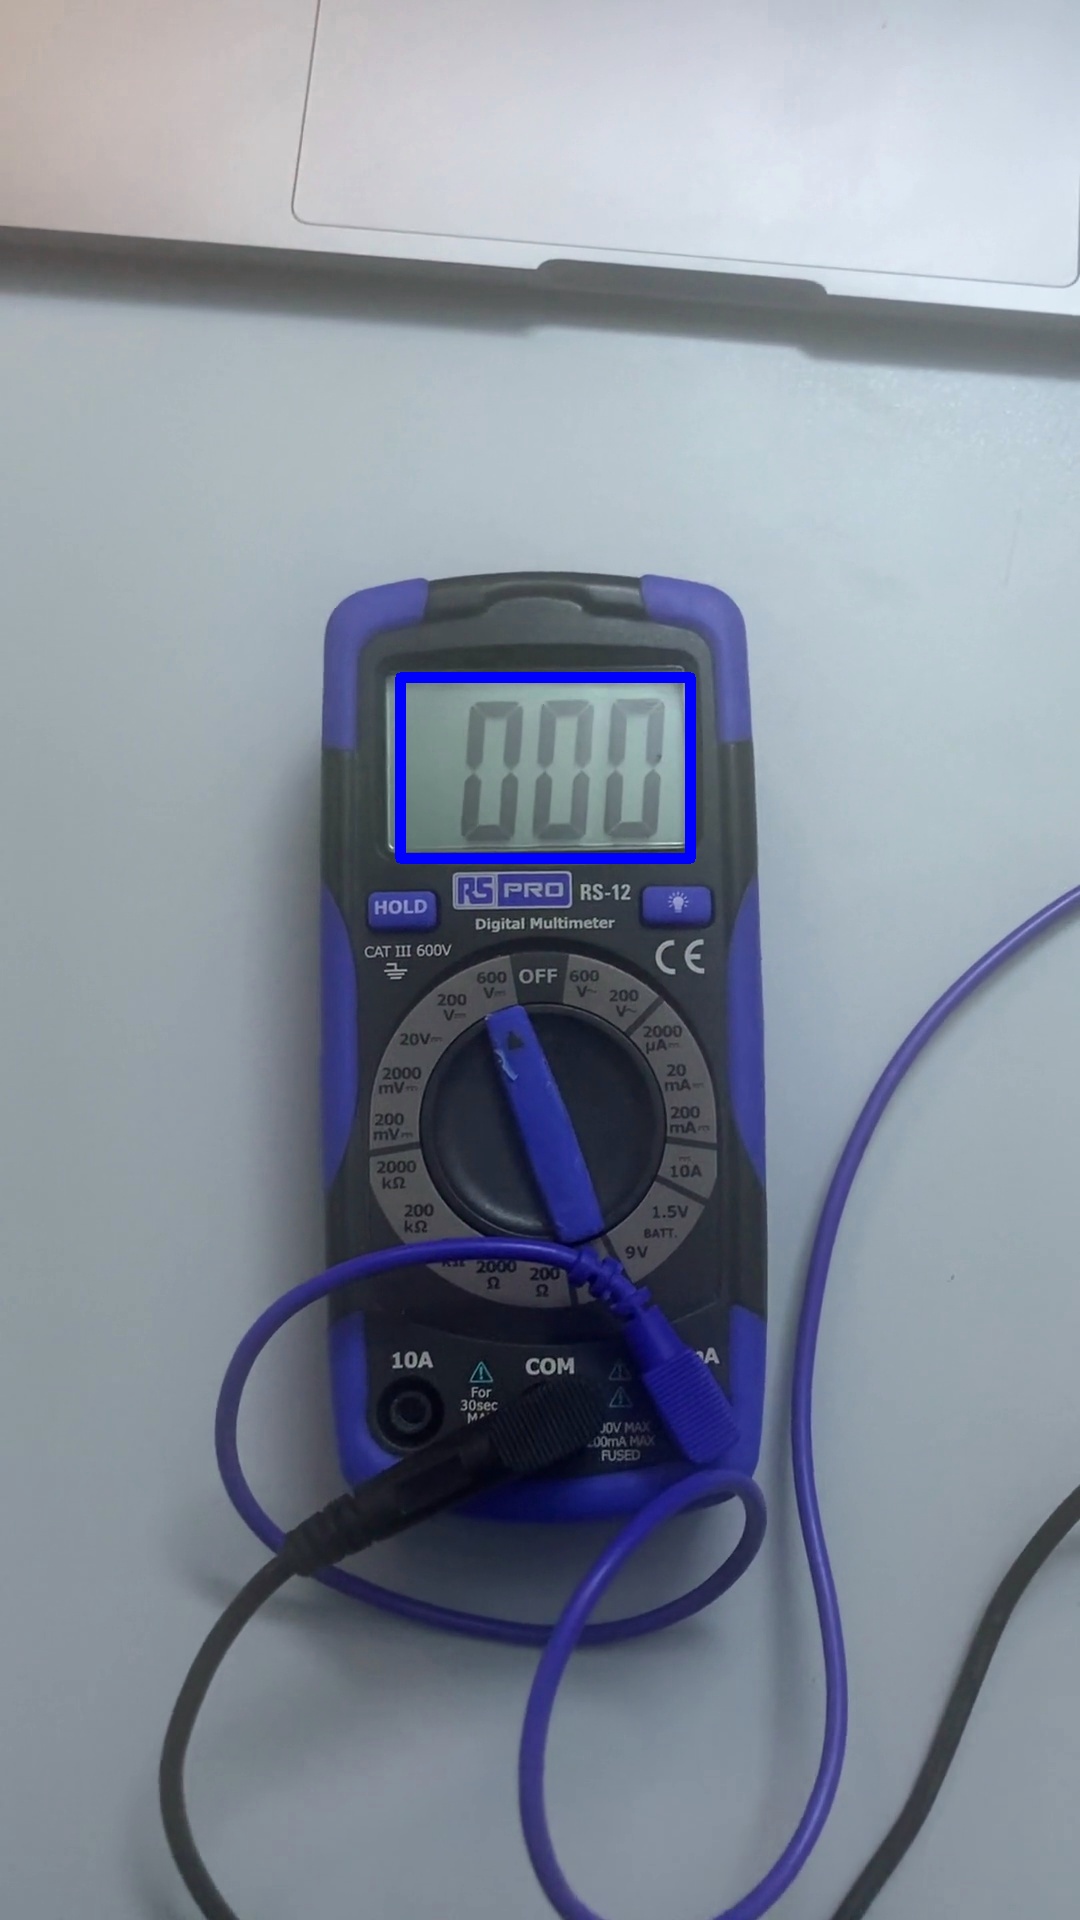 000
HOLD
RS PRO RS-12
Digital Multimeter
CAT III 600V
CE
OFF
600
V
200
V
20V
2000
mV
200
mV
2000
kΩ
200
kΩ
kΩ
2000
Ω
200
Ω
600
V~
200
V~
2000
µA
20
mA
200
mA
10A
1.5V
BATT.
9V
10A
COM
For
30sec